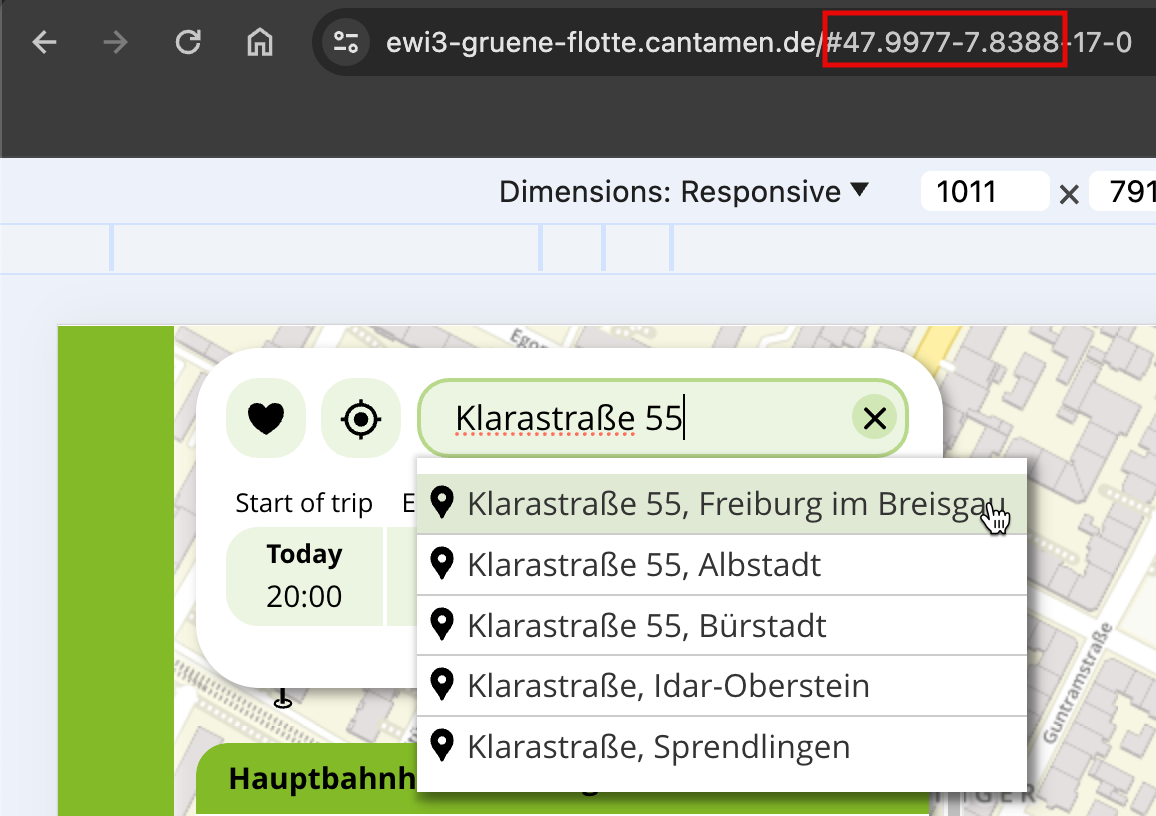 ewi3-gruene-flotte.cantamen.de/#47.9977-7.8388-17-0
Dimensions: Responsive ▼ 1011 × 791
Klarastraße 55
Start of trip E
Today
20:00
Klarastraße 55, Freiburg im Breisgau
Klarastraße 55, Albstadt
Klarastraße 55, Bürstadt
Klarastraße, Idar-Oberstein
Klarastraße, Sprendlingen
Guntramstraße
Hauptbahnh